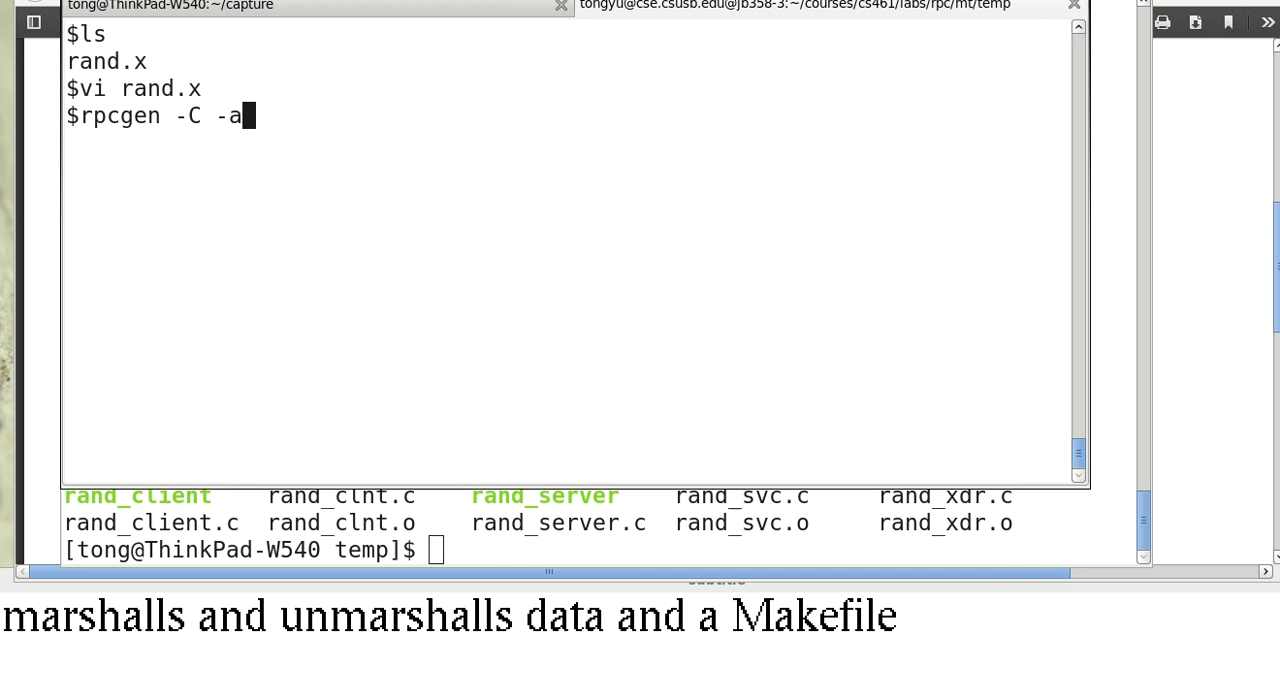 tong@ThinkPad-W540:~/capture
tongyu@cse.csusb.edu@jb358-3:~/courses/cs461/labs/rpc/mt/temp
$ls
rand.x
$vi rand.x
$rpcgen -C -a
rand_client rand_clnt.c rand_server rand_svc.c rand_xdr.c
rand_client.c rand_clnt.o rand_server.c rand_svc.o rand_xdr.o
[tong@ThinkPad-W540 temp]$
marshalls and unmarshalls data and a Makefile